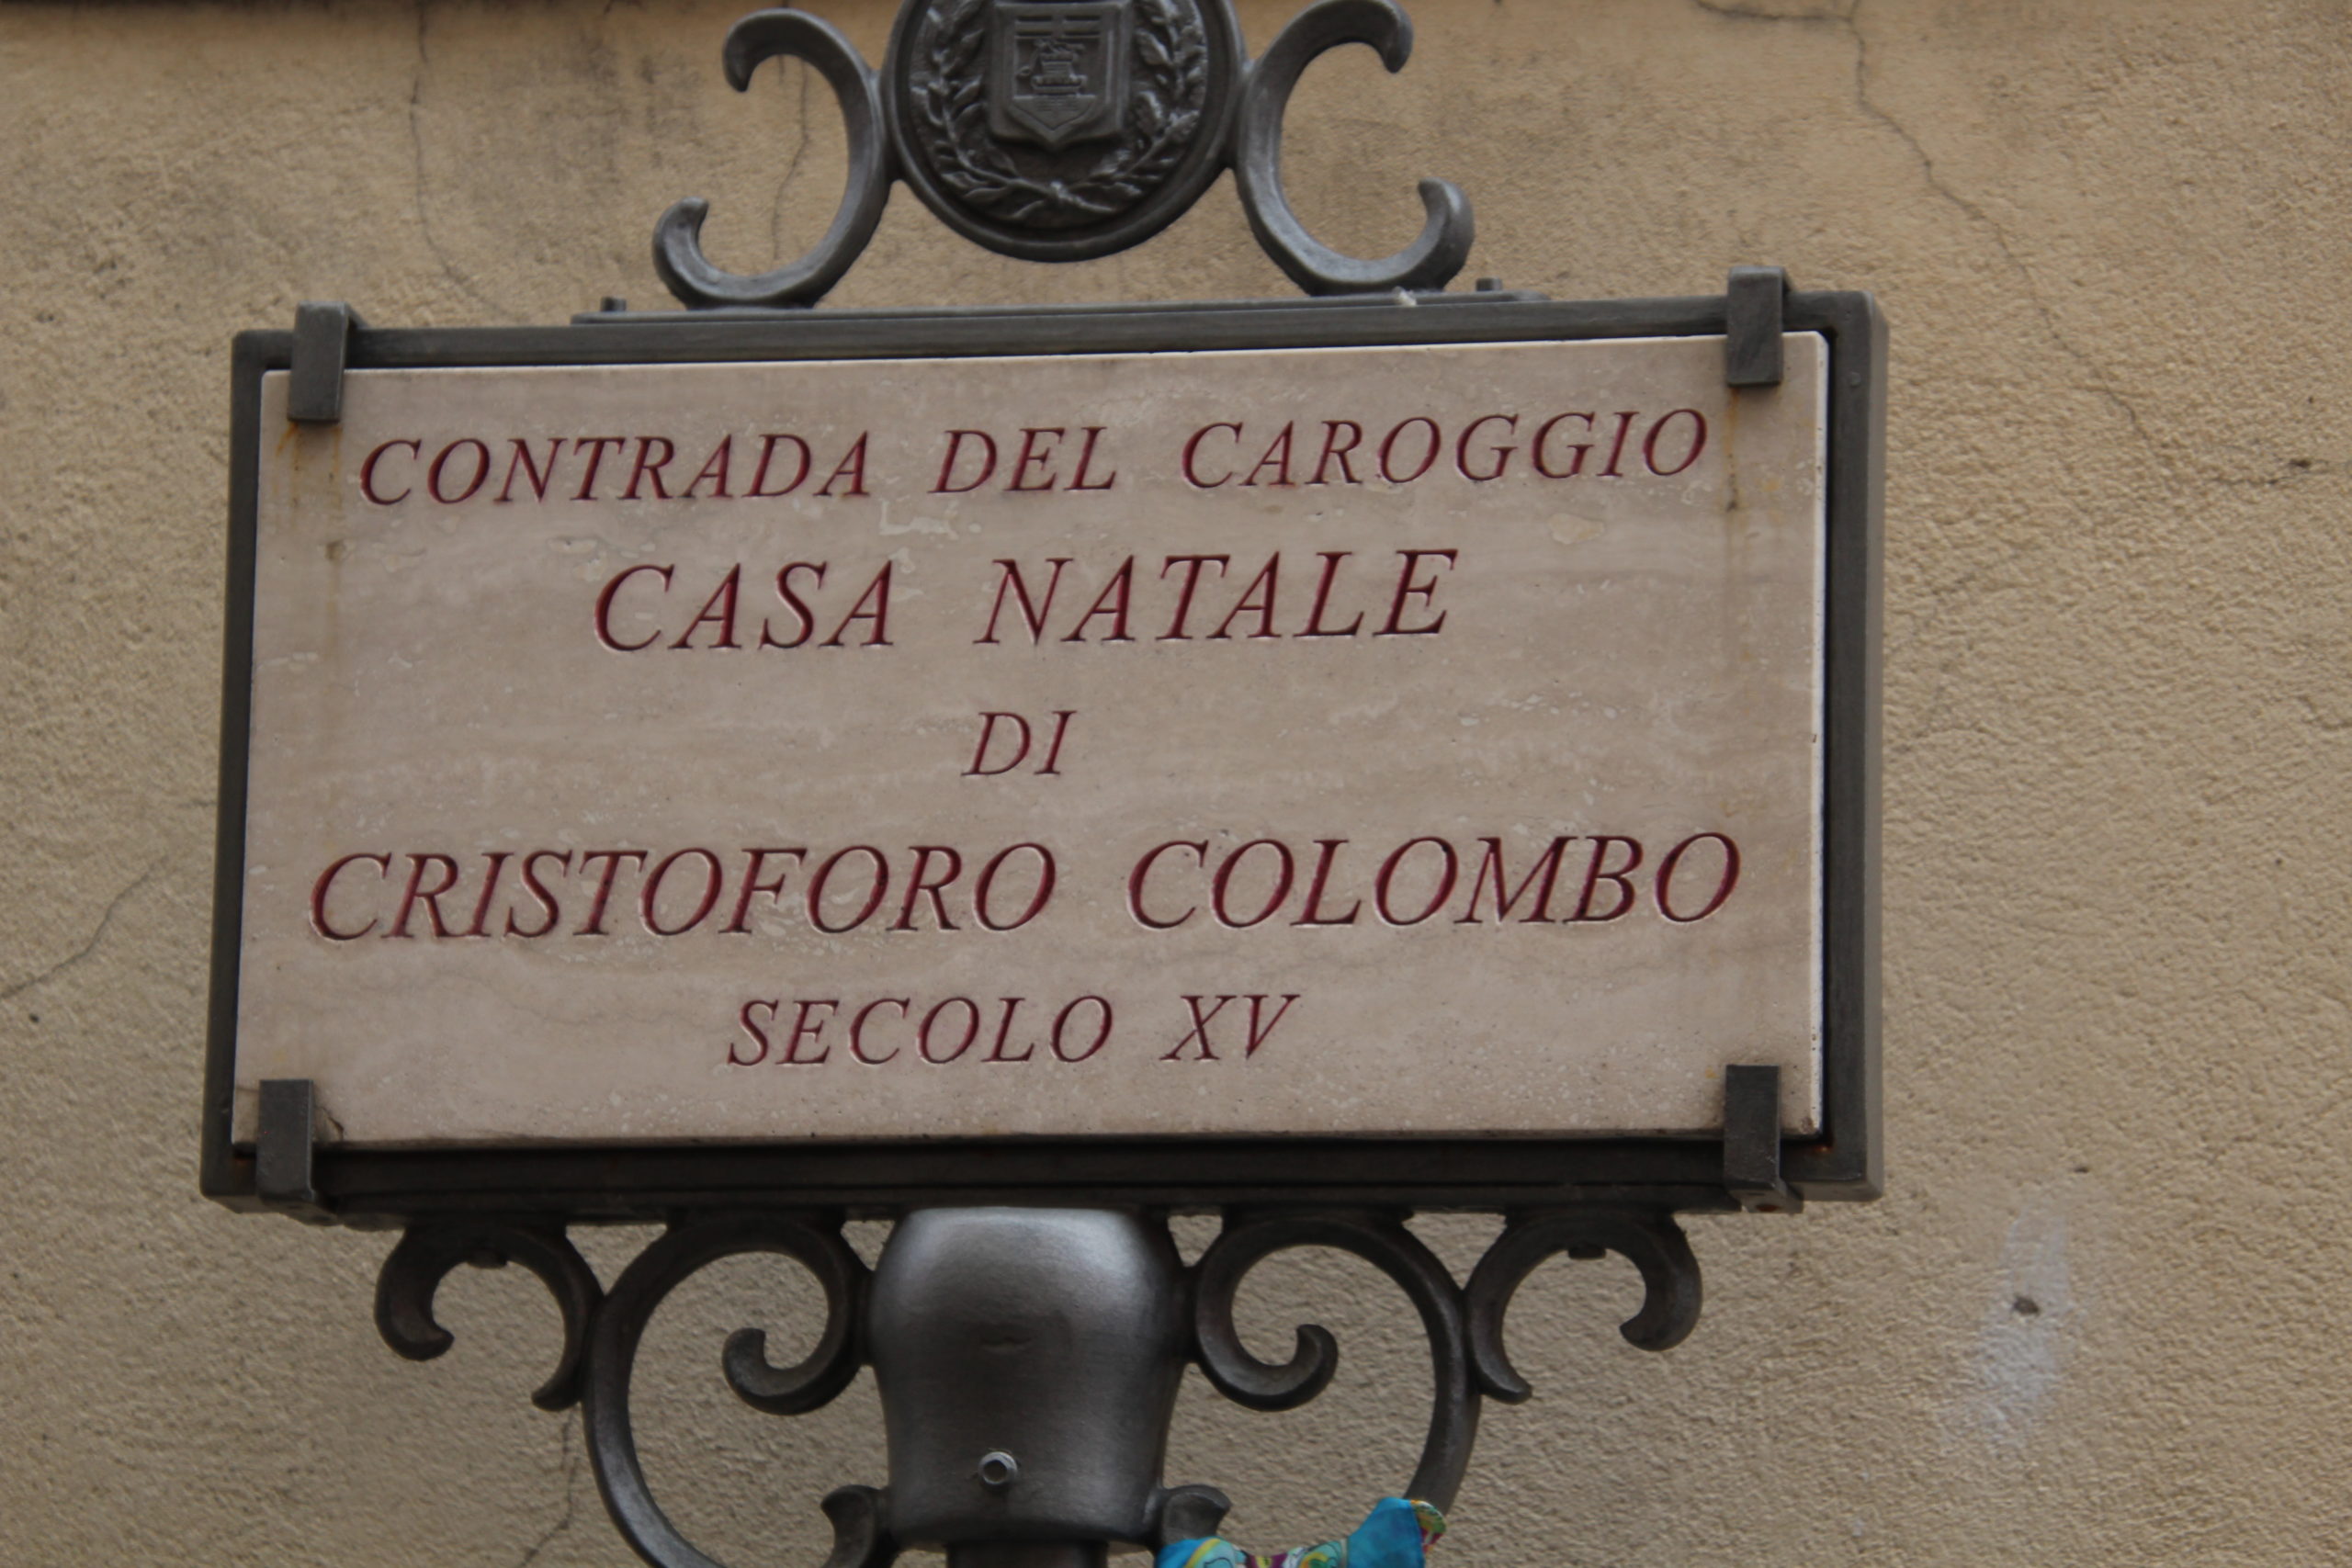 CONTRADA DEL CAROGGIO
CASA NATALE
DI
CRISTOFORO COLOMBO
SECOLO XV